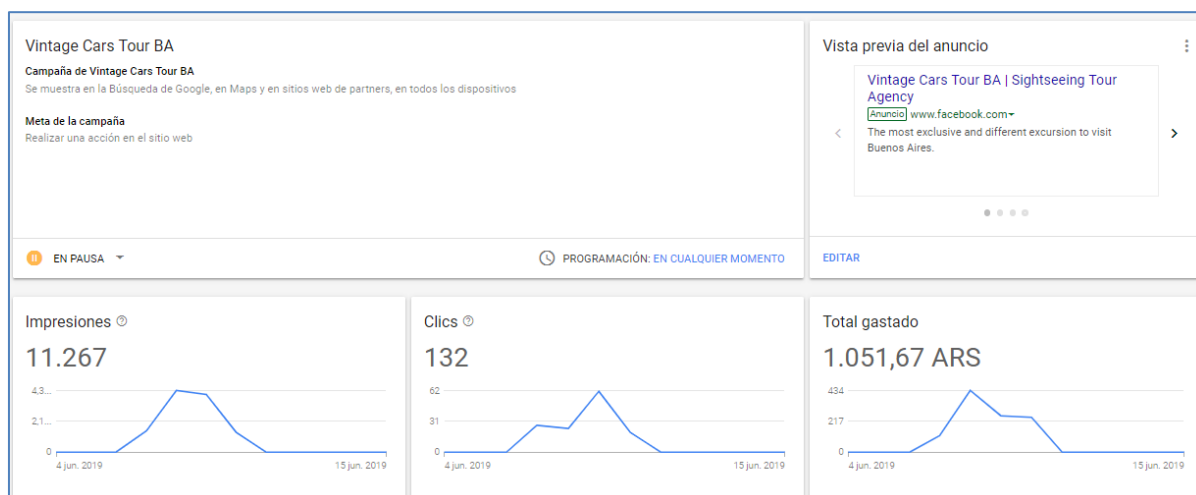 Vintage Cars Tour BA
Campaña de Vintage Cars Tour BA
Se muestra en la Búsqueda de Google, en Maps y en sitios web de partners, en todos los dispositivos
Meta de la campaña
Realizar una acción en el sitio web
EN PAUSA
PROGRAMACIÓN: EN CUALQUIER MOMENTO
Vista previa del anuncio
Vintage Cars Tour BA | Sightseeing Tour
Agency
Anuncio www.facebook.com
The most exclusive and different excursion to visit
Buenos Aires.
EDITAR
Impresiones
11.267
4,3...
2,1...
0
4 jun. 2019
15 jun. 2019
Clics
132
62
31
0
4 jun. 2019
15 jun. 2019
Total gastado
1.051,67 ARS
434
217
0
4 jun. 2019
15 jun. 2019